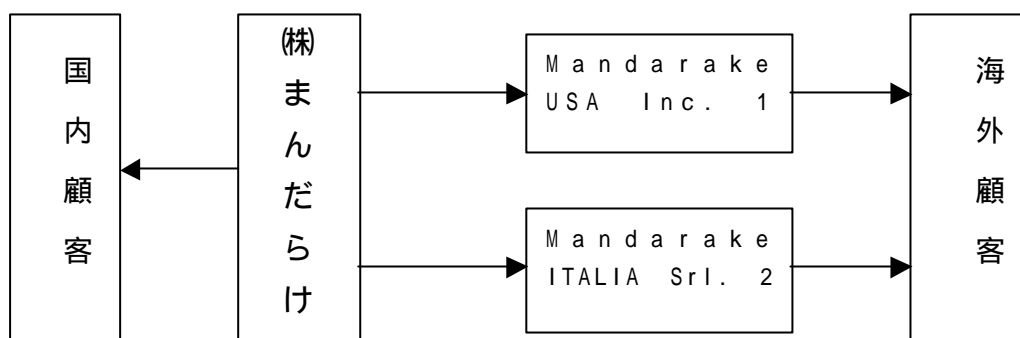 国内顧客
㈱まんだらけ
Mandarake
USA Inc. 1
Mandarake
ITALIA Srl. 2
海外顧客